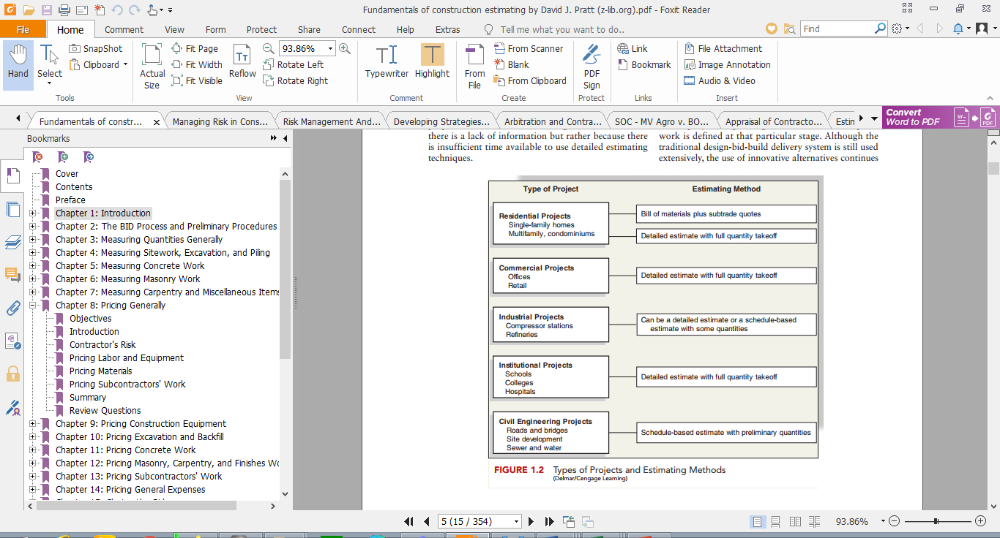 Fundamentals of construction estimating by David J. Pratt (z-lib.org).pdf - Foxit Reader
File
Home
Comment
View
Form
Protect
Share
Connect
Help
Extras
Tell me what you want to do..
Find
Hand
Select
SnapShot
Clipboard
Tools
Actual
Size
Fit Page
Fit Width
Fit Visible
Reflow
93.86%
Rotate Left
Rotate Right
View
Typewriter
Highlight
Comment
From
File
From Scanner
Blank
From Clipboard
Create
PDF
Sign
Protect
Link
Bookmark
Links
File Attachment
Image Annotation
Audio & Video
Insert
Fundamentals of constr...
Managing Risk in Cons...
Risk Management And...
Developing Strategies...
Arbitration and Contra...
SOC - MV Agro v. BO...
Appraisal of Contracto...
Estin
Convert
Word to PDF
Bookmarks
Cover
Contents
Preface
Chapter 1: Introduction
Chapter 2: The BID Process and Preliminary Procedures
Chapter 3: Measuring Quantities Generally
Chapter 4: Measuring Sitework, Excavation, and Piling
Chapter 5: Measuring Concrete Work
Chapter 6: Measuring Masonry Work
Chapter 7: Measuring Carpentry and Miscellaneous Items
Chapter 8: Pricing Generally
Objectives
Introduction
Contractor's Risk
Pricing Labor and Equipment
Pricing Materials
Pricing Subcontractors' Work
Summary
Review Questions
Chapter 9: Pricing Construction Equipment
Chapter 10: Pricing Excavation and Backfill
Chapter 11: Pricing Concrete Work
Chapter 12: Pricing Masonry, Carpentry, and Finishes Wo
Chapter 13: Pricing Subcontractors' Work
Chapter 14: Pricing General Expenses
there is a lack of information but rather because there
is insufficient time available to use detailed estimating
techniques.
work is defined at that particular stage. Although the
traditional design-bid-build delivery system is still used
extensively, the use of innovative alternatives continues
Type of Project
Estimating Method
Residential Projects
Single-family homes
Multifamily, condominiums
Bill of materials plus subtrade quotes
Detailed estimate with full quantity takeoff
Commercial Projects
Offices
Retail
Detailed estimate with full quantity takeoff
Industrial Projects
Compressor stations
Refineries
Can be a detailed estimate or a schedule-based
estimate with some quantities
Institutional Projects
Schools
Colleges
Hospitals
Detailed estimate with full quantity takeoff
Civil Engineering Projects
Roads and bridges
Site development
Sewer and water
Schedule-based estimate with preliminary quantities
FIGURE 1.2 Types of Projects and Estimating Methods
(Delmar/Cengage Learning)
5 (15 / 354)
93.86%